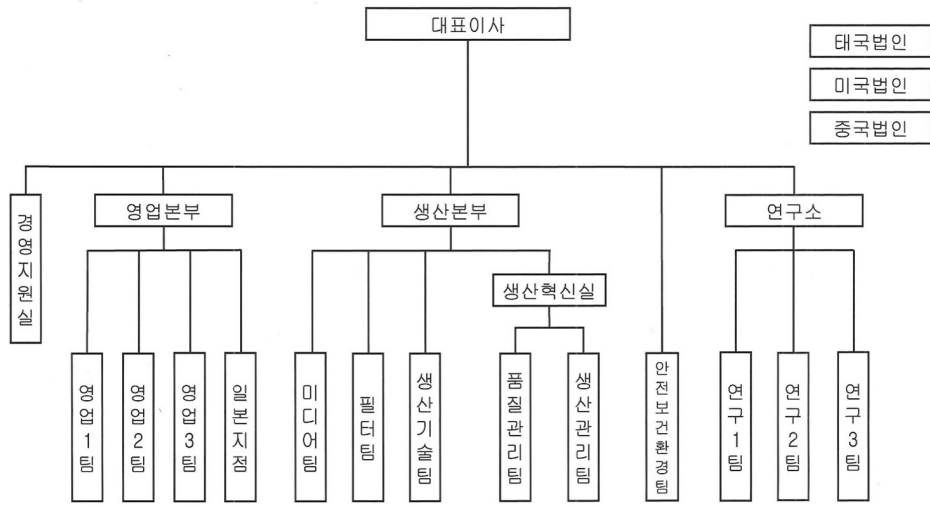 대표이사
태국법인
미국법인
중국법인
경영지원실
영업본부
생산본부
연구소
생산혁신실
영업1팀
영업2팀
영업3팀
일본지점
미디어팀
필터팀
생산기술팀
품질관리팀
생산관리팀
안전보건환경팀
연구1팀
연구2팀
연구3팀